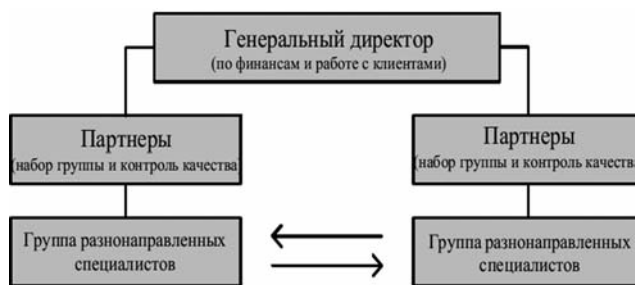 Генеральный директор
(по финансам и работе с клиентами)
Партнеры
(набор группы и контроль качества)
Партнеры
(набор группы и контроль качества
Группа разнонаправленных
специалистов
Группа разнонаправленных
специалистов